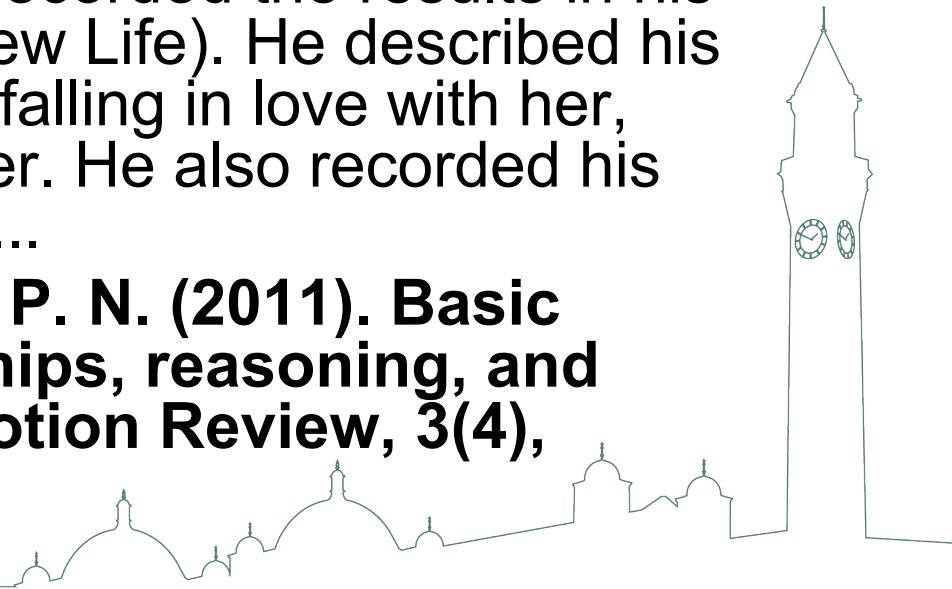 ew Life). He described his
falling in love with her,
er. He also recorded his
...
P. N. (2011). Basic
hips, reasoning, and
otion Review, 3(4),